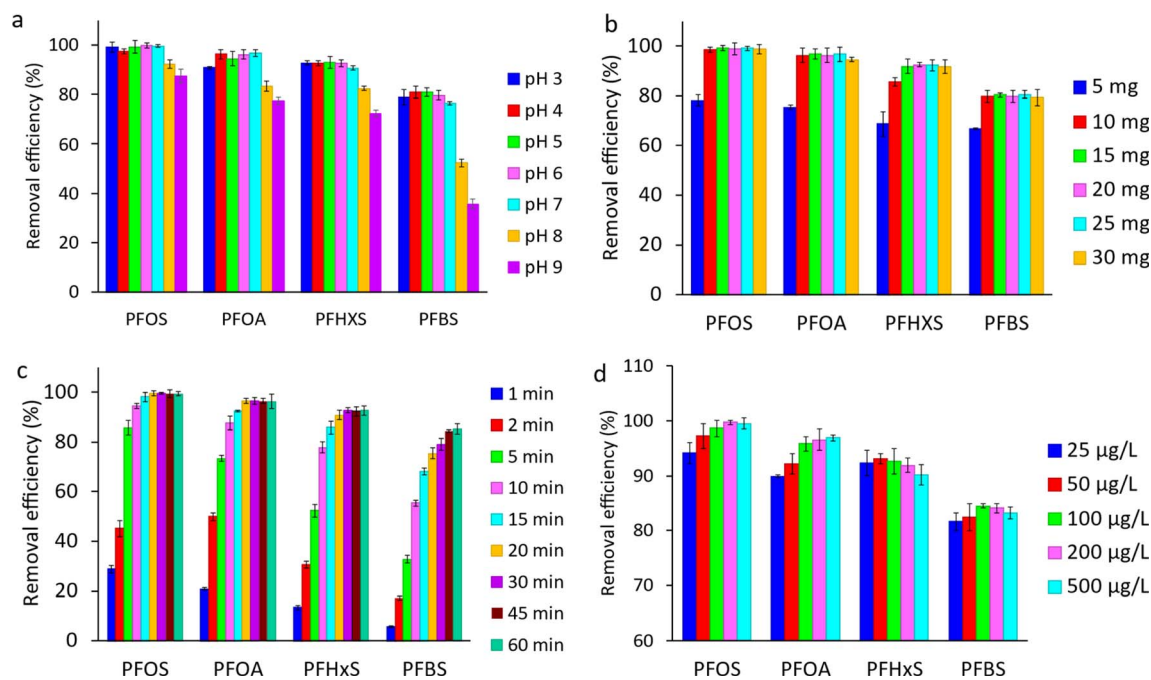 a
Removal efficiency (%)
100
80
60
40
20
0
PFOS PFOA PFHXS PFBS
pH 3
pH 4
pH 5
pH 6
pH 7
pH 8
pH 9
b
Removal efficiency (%)
100
80
60
40
20
0
PFOS PFOA PFHXS PFBS
5 mg
10 mg
15 mg
20 mg
25 mg
30 mg
c
Removal efficiency (%)
100
80
60
40
20
0
PFOS PFOA PFHxS PFBS
1 min
2 min
5 min
10 min
15 min
20 min
30 min
45 min
60 min
d
Removal efficiency (%)
110
100
90
80
70
60
PFOS PFOA PFHxS PFBS
25 µg/L
50 µg/L
100 µg/L
200 µg/L
500 µg/L